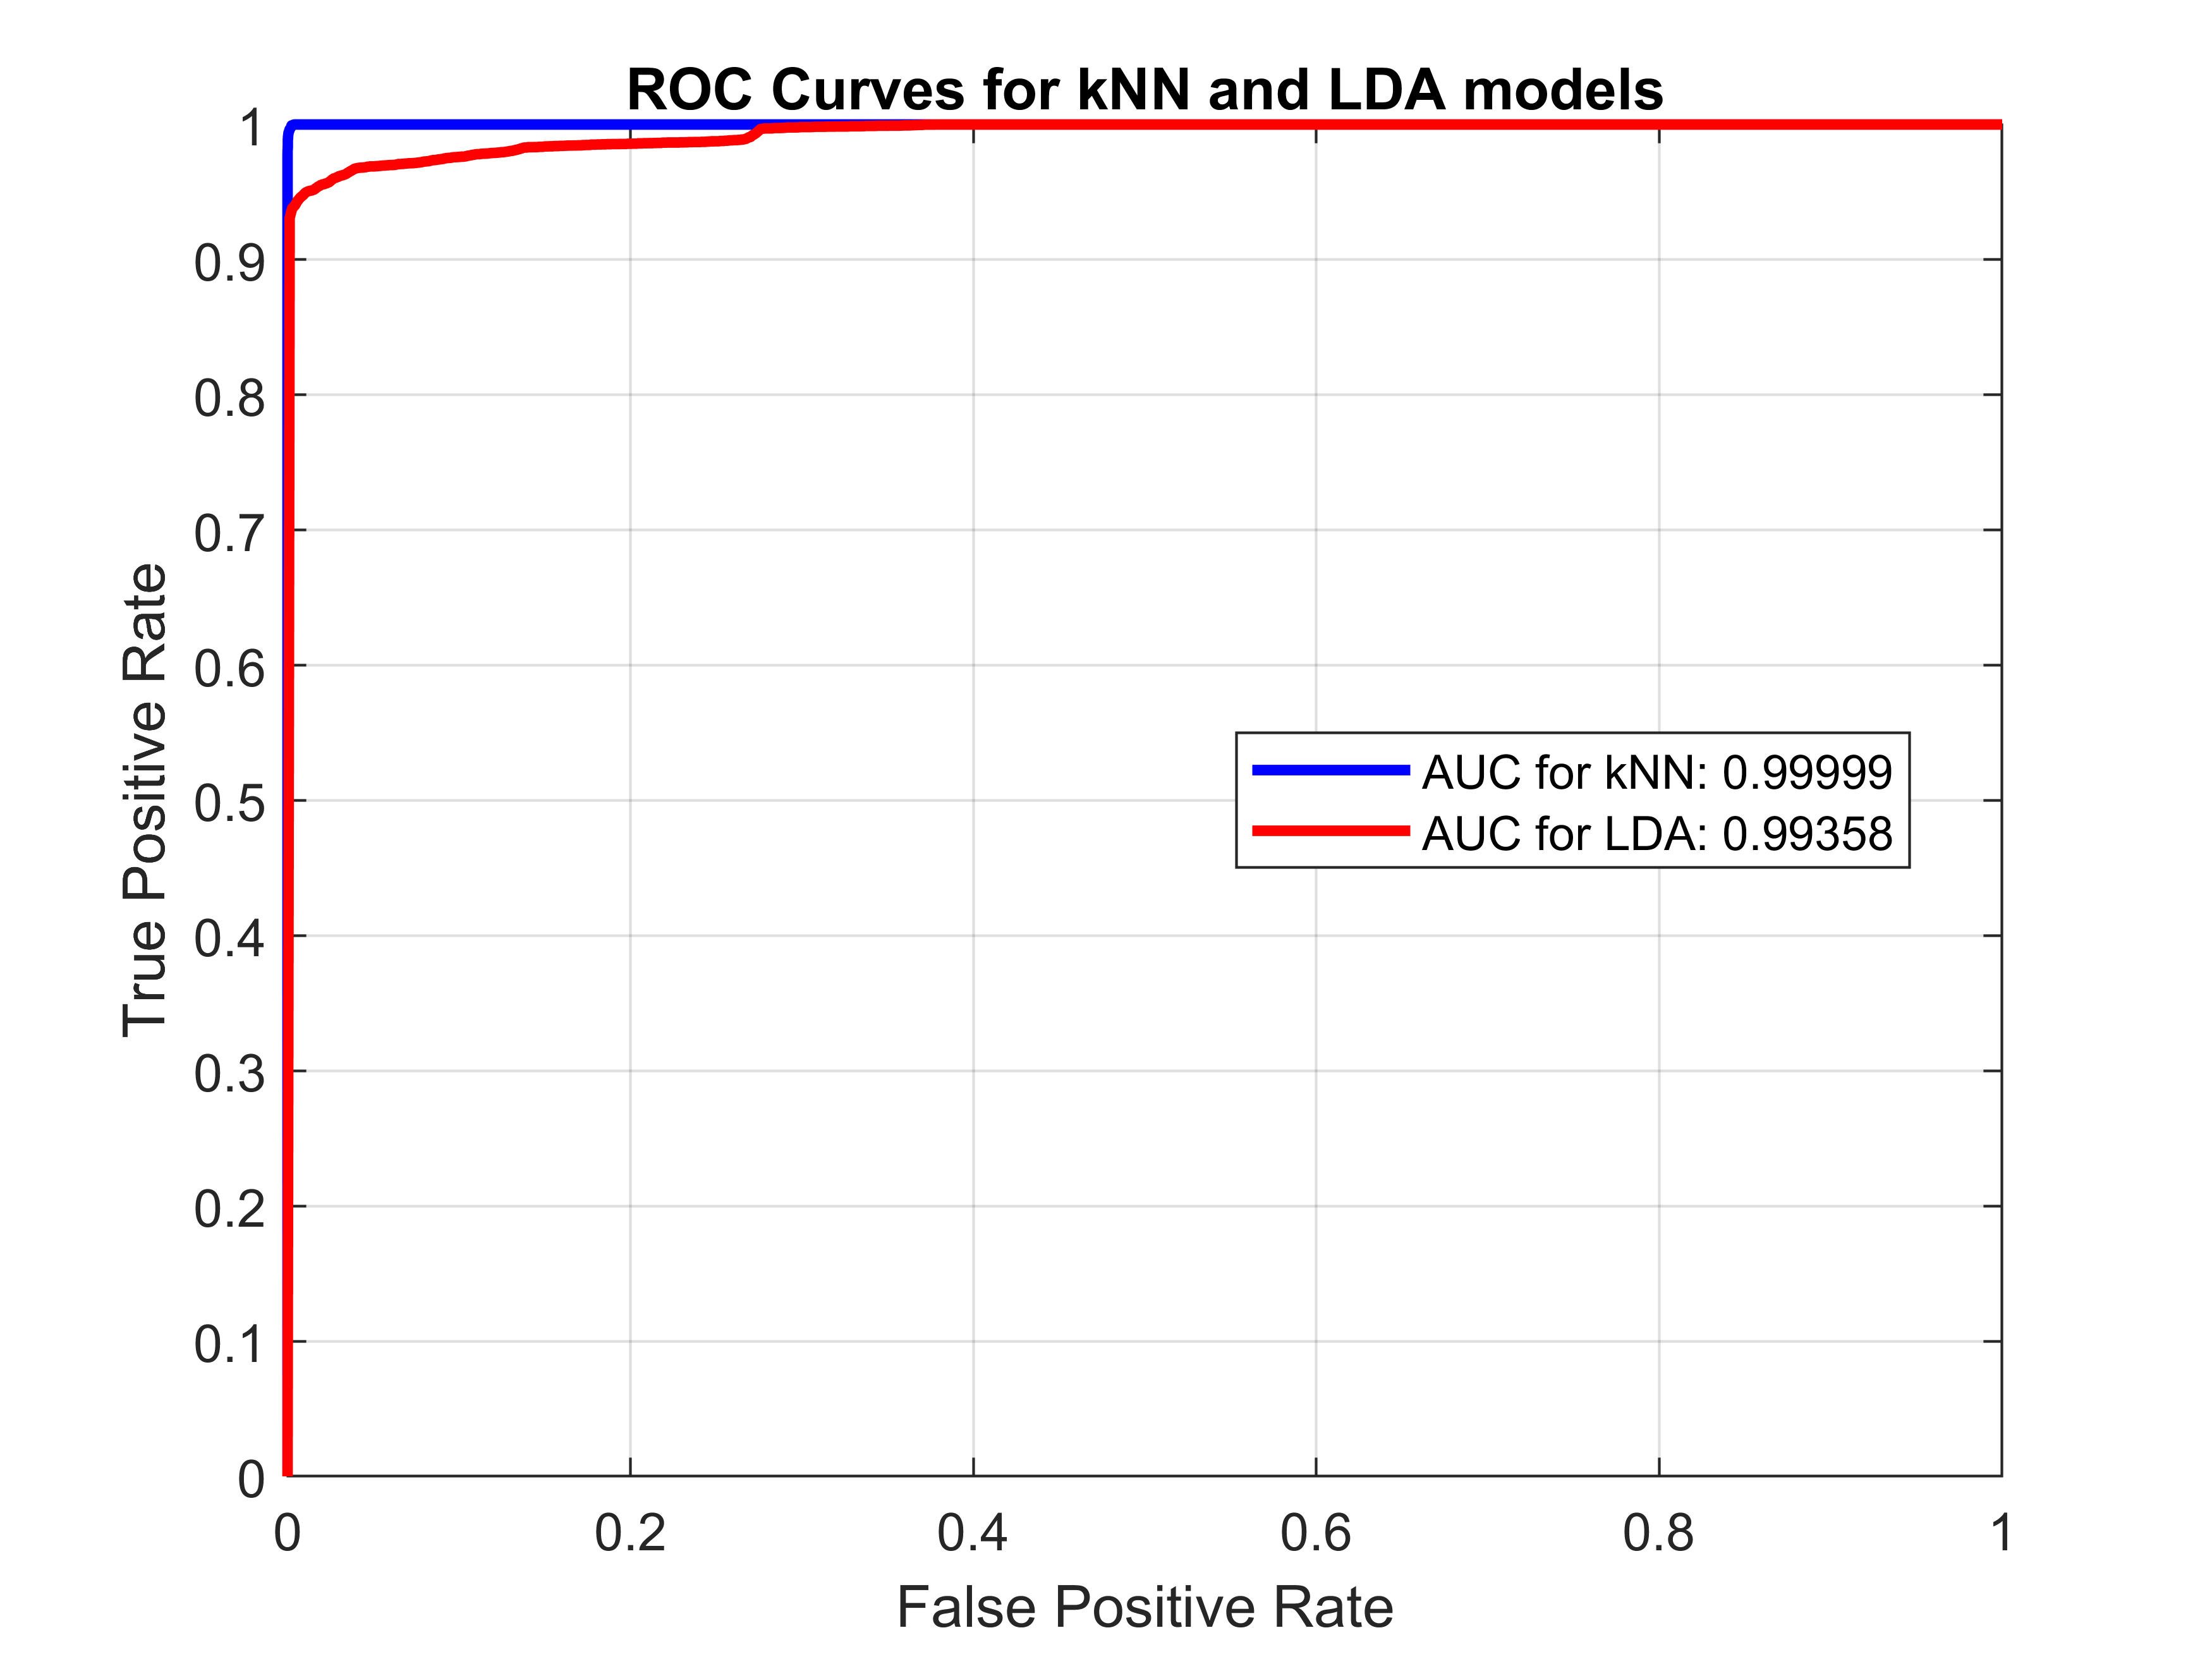 ROC Curves for kNN and LDA models
1
0.9
0.8
0.7
0.6
0.5
0.4
0.3
0.2
0.1
0
True Positive Rate
AUC for kNN: 0.99999
AUC for LDA: 0.99358
0 0.2 0.4 0.6 0.8 1
False Positive Rate